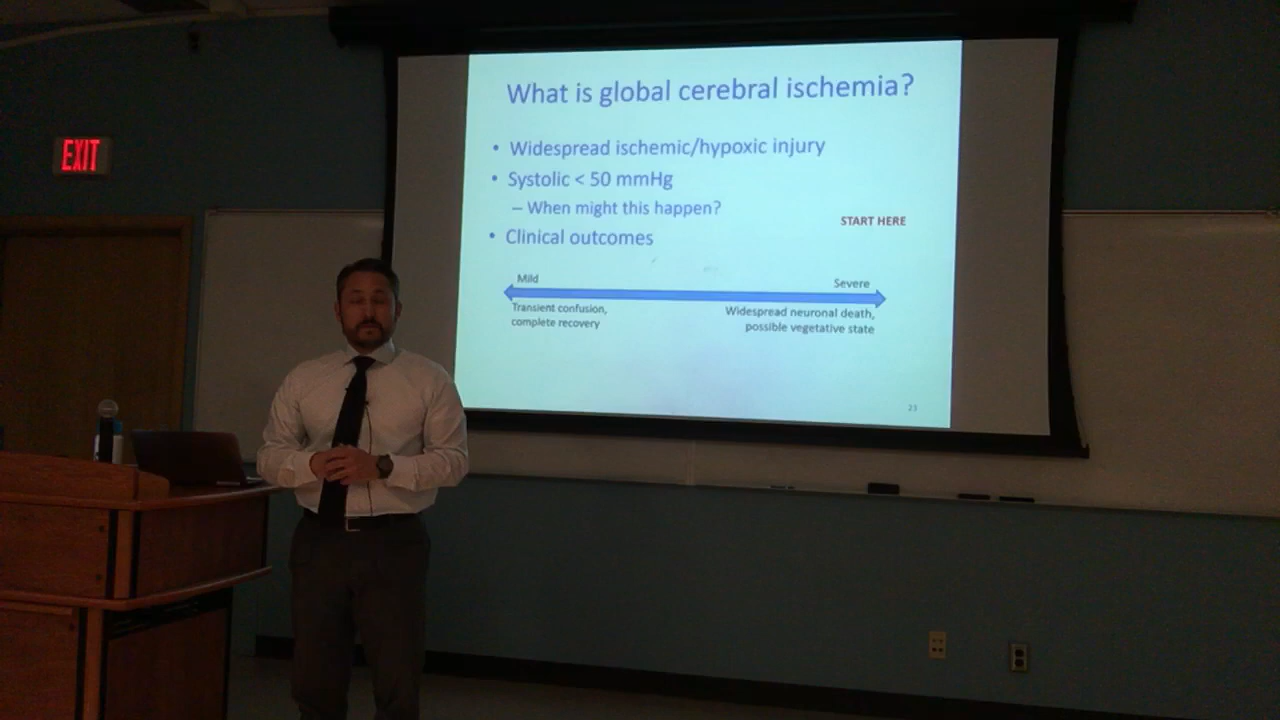 EXIT
What is global cerebral ischemia?
• Widespread ischemic/hypoxic injury
• Systolic < 50 mmHg
– When might this happen?
START HERE
• Clinical outcomes
Mild
Severe
Transient confusion,
complete recovery
Widespread neuronal death,
possible vegetative state
23